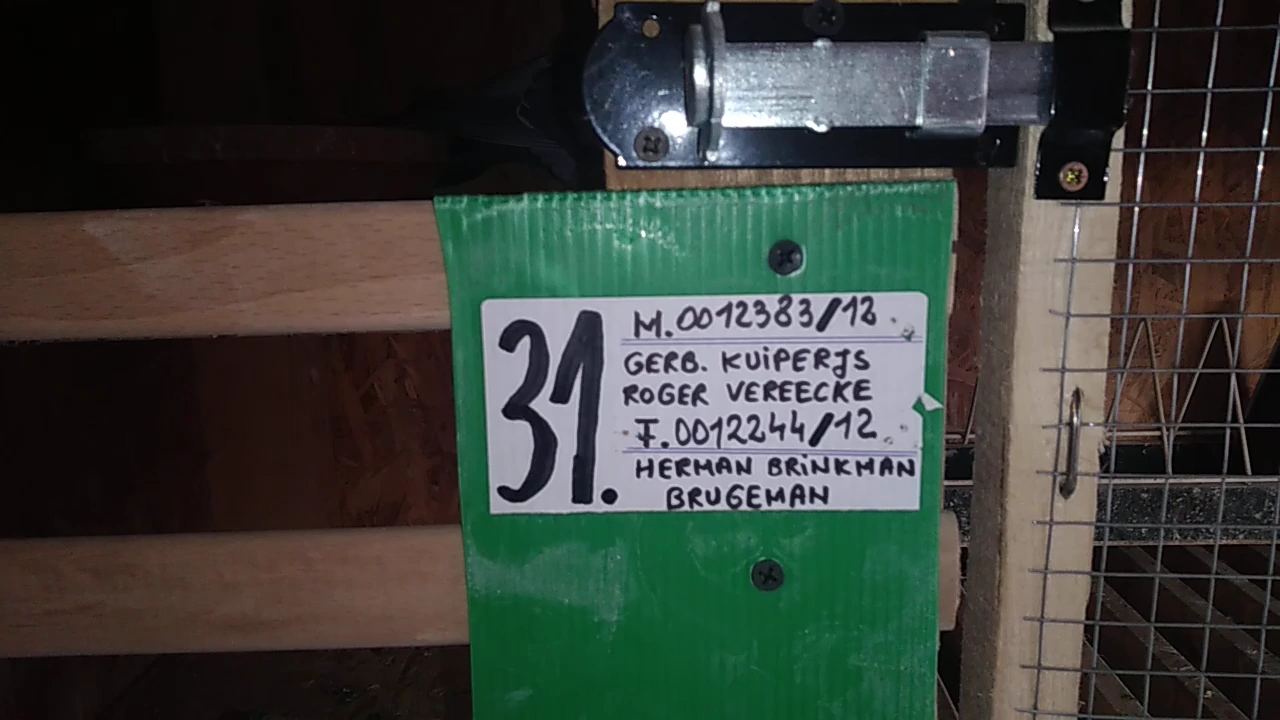 31.
M.0012383/12
GERB. KUiPERJS
ROGER VEREECKE
F.0012244/12
HERMAN BRiNKMAN
BRUGEMAN